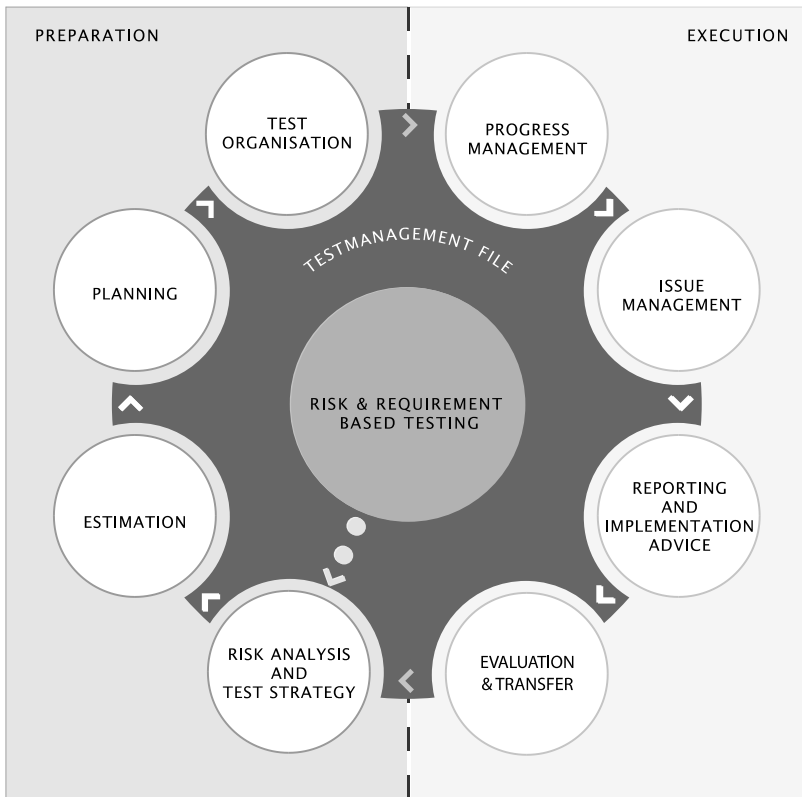 PREPARATION
EXECUTION
TEST
ORGANISATION
PROGRESS
MANAGEMENT
TESTMANAGEMENT FILE
PLANNING
ISSUE
MANAGEMENT
RISK & REQUIREMENT
BASED TESTING
ESTIMATION
REPORTING
AND
IMPLEMENTATION
ADVICE
RISK ANALYSIS
AND
TEST STRATEGY
EVALUATION
& TRANSFER